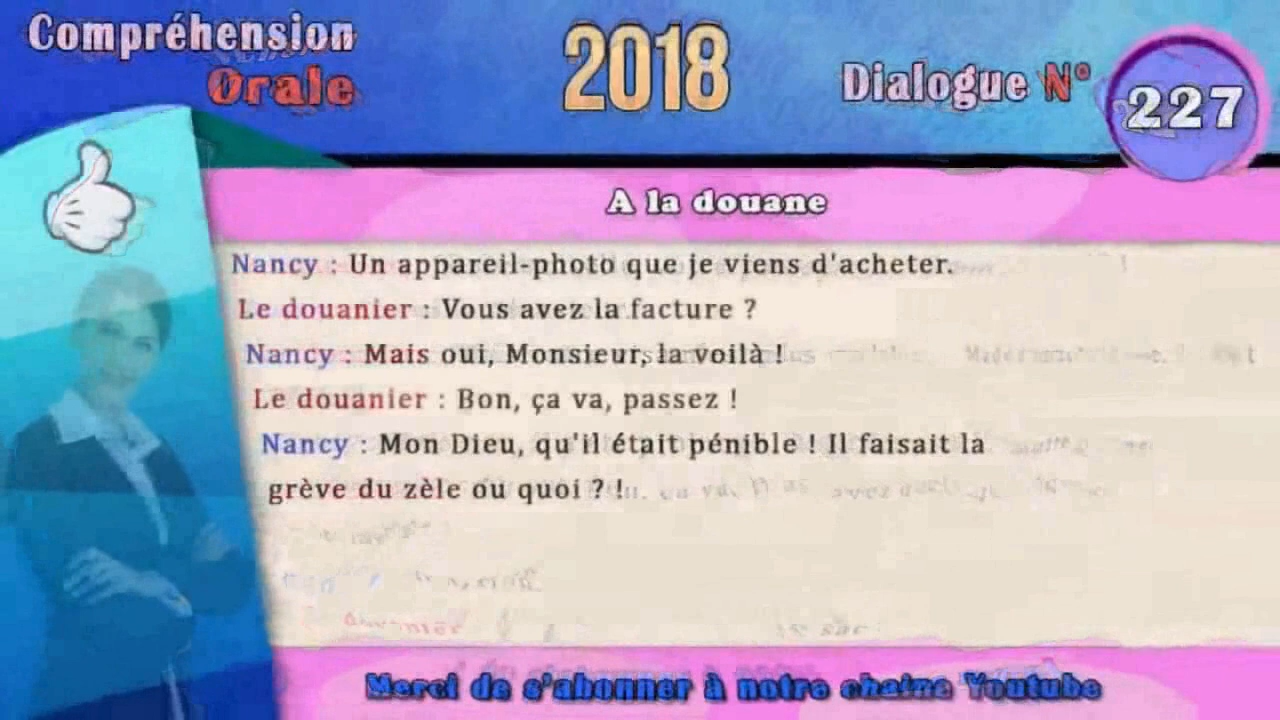 Compréhension
Orale
2018
Dialogue N° 227
A la douane
Nancy : Un appareil-photo que je viens d'acheter.
Le douanier : Vous avez la facture ?
Nancy : Mais oui, Monsieur, la voilà !
Le douanier : Bon, ça va, passez !
Nancy : Mon Dieu, qu'il était pénible ! Il faisait la
grève du zèle ou quoi ? !
Merci de s'abonner à notre chaine Youtube